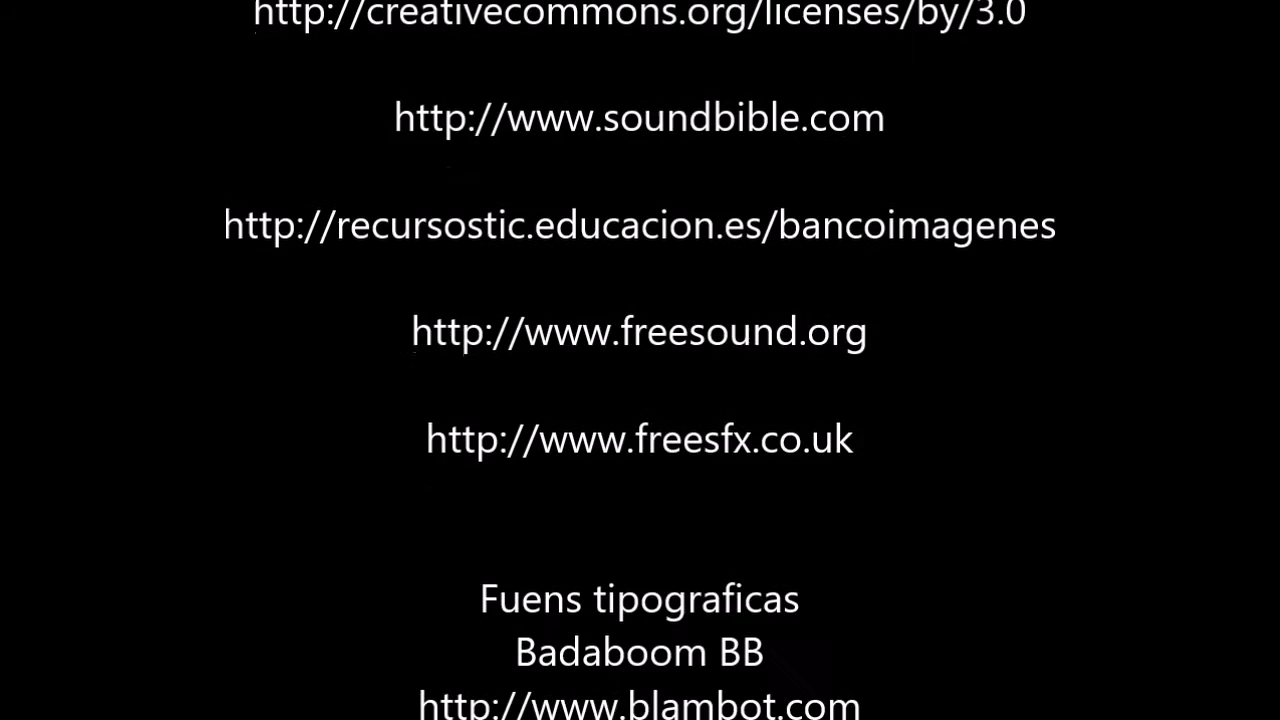 http://creativecommons.org/licenses/by/3.0
http://www.soundbible.com
http://recursostic.educacion.es/bancoimagenes
http://www.freesound.org
http://www.freesfx.co.uk
Fuens tipograficas
Badaboom BB
http://www.blambot.com